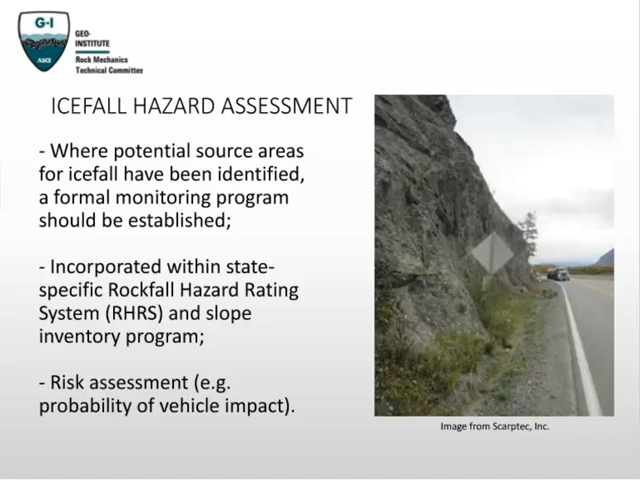 G-I
ASCE
GEO-
INSTITUTE
Rock Mechanics
Technical Committee
ICEFALL HAZARD ASSESSMENT
- Where potential source areas
for icefall have been identified,
a formal monitoring program
should be established;
- Incorporated within state-
specific Rockfall Hazard Rating
System (RHRS) and slope
inventory program;
- Risk assessment (e.g.
probability of vehicle impact).
Image from Scarptec, Inc.